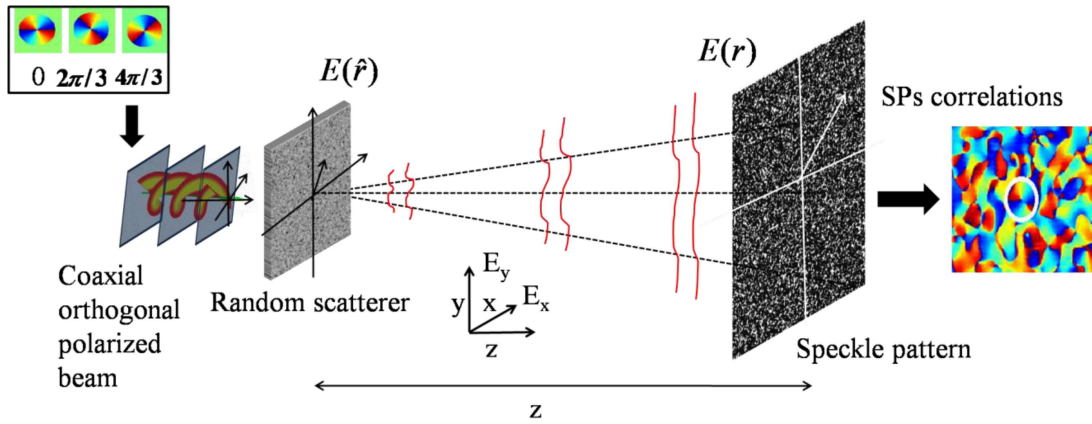 0 2π/3 4π/3
E(r̂)
E(r)
SPs correlations
Coaxial
orthogonal
polarized
beam
Random scatterer
E_y
y x E_x
z
Speckle pattern
z